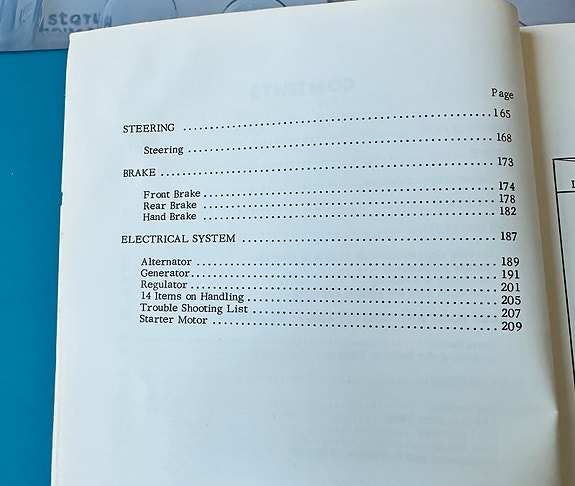 Page
STEERING ........ 165
Steering ........ 168
BRAKE ........ 173
Front Brake ........ 174
Rear Brake ........ 178
Hand Brake ........ 182
ELECTRICAL SYSTEM ........ 187
Alternator ........ 189
Generator ........ 191
Regulator ........ 201
14 Items on Handling ........ 205
Trouble Shooting List ........ 207
Starter Motor ........ 209